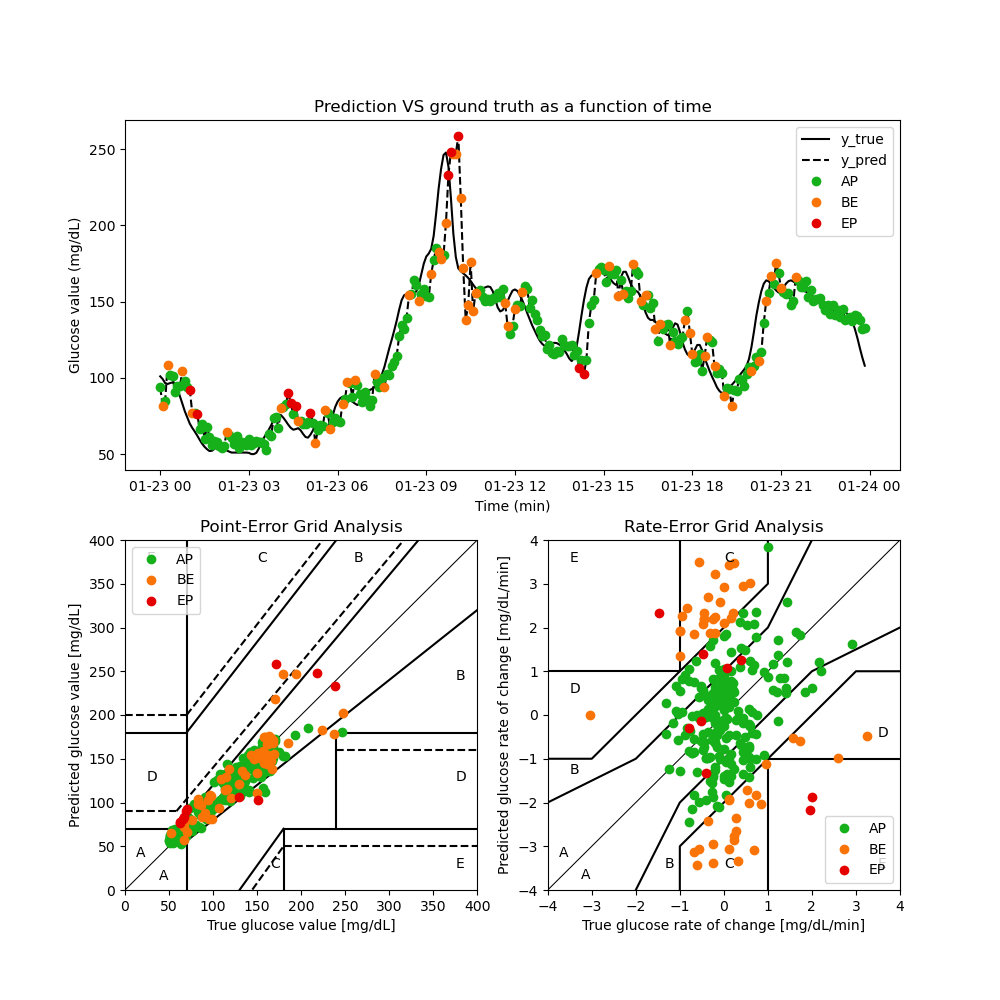 Prediction VS ground truth as a function of time
Glucose value (mg/dL)
250
200
150
100
50
y_true
y_pred
AP
BE
EP
01-23 00
01-23 03
01-23 06
01-23 09
01-23 12
01-23 15
01-23 18
01-23 21
01-24 00
Time (min)
Point-Error Grid Analysis
Predicted glucose value [mg/dL]
400
350
300
250
200
150
100
50
0
AP
BE
EP
C
B
B
D
D
A
A
C
E
0
50
100
150
200
250
300
350
400
True glucose value [mg/dL]
Rate-Error Grid Analysis
Predicted glucose rate of change [mg/dL/min]
4
3
2
1
0
−1
−2
−3
−4
E
C
D
D
B
A
A
B
C
AP
BE
EP
−4
−3
−2
−1
0
1
2
3
4
True glucose rate of change [mg/dL/min]